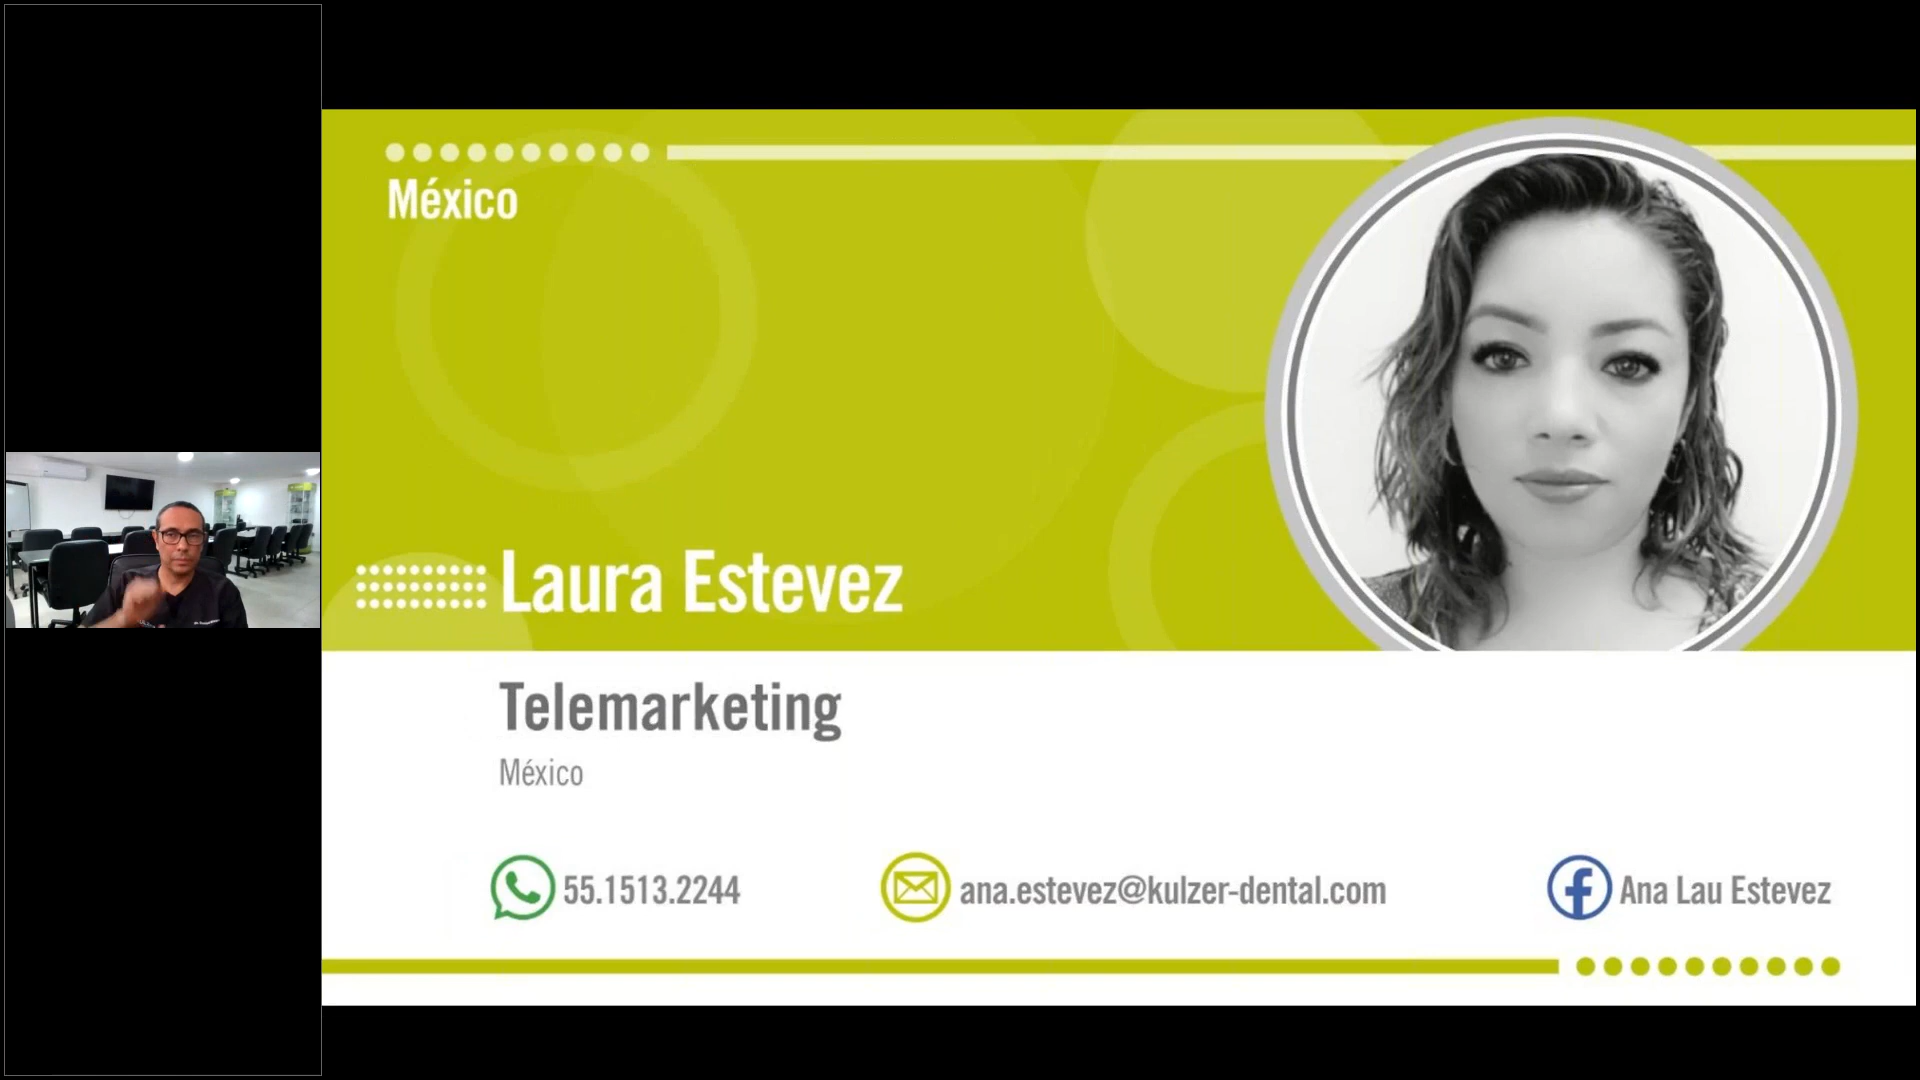 México
Laura Estevez
Telemarketing
México
55.1513.2244
ana.estevez@kulzer-dental.com
Ana Lau Estevez